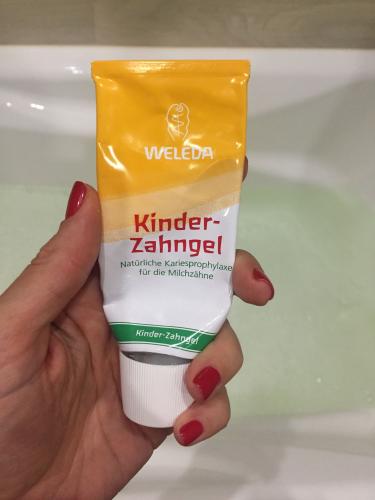 WELEDA
Kinder-
Zahngel
Natürliche Kariesprophylaxe
für die Milchzähne
Kinder-Zahngel